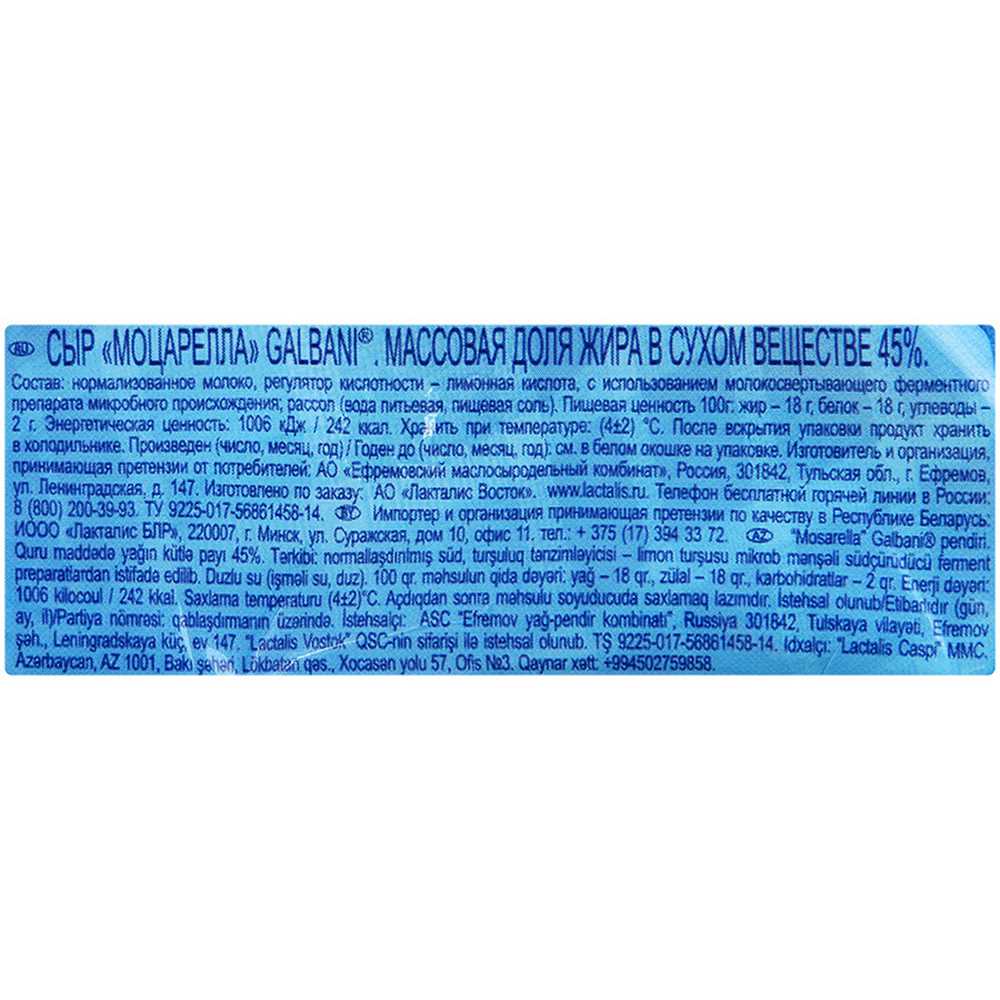 RU СЫР «МОЦАРЕЛЛА» GALBANI®. МАССОВАЯ ДОЛЯ ЖИРА В СУХОМ ВЕЩЕСТВЕ 45%.
Состав: нормализованное молоко, регулятор кислотности – лимонная кислота, с использованием молокосвертывающего ферментного
препарата микробного происхождения; рассол (вода питьевая, пищевая соль). Пищевая ценность 100г: жир – 18 г, белок – 18 г, углеводы –
2 г. Энергетическая ценность: 1006 кДж / 242 ккал. Хранить при температуре: (4±2) °С. После вскрытия упаковки продукт хранить
в холодильнике. Произведен (число, месяц, год) / Годен до (число, месяц, год): см. в белом окошке на упаковке. Изготовитель и организация,
принимающая претензии от потребителей: АО «Ефремовский маслосыродельный комбинат», Россия, 301842, Тульская обл., г. Ефремов,
ул. Ленинградская, д. 147. Изготовлено по заказу: АО «Лакталис Восток». www.lactalis.ru. Телефон бесплатной горячей линии в России:
8 (800) 200-39-93. ТУ 9225-017-56861458-14. BY Импортер и организация принимающая претензии по качеству в Республике Беларусь:
ИООО «Лакталис БЛР», 220007, г. Минск, ул. Суражская, дом 10, офис 11. тел.: + 375 (17) 394 33 72. AZ "Mosarella" Galbani® pendiri.
Quru maddədə yağın kütlə payı 45%. Tərkibi: normallaşdırılmış süd, turşuluq tənzimləyicisi – limon turşusu mikrob mənşəli südçürüdücü ferment
preparatlardan istifadə edilib. Duzlu su (işməli su, duz). 100 qr. məhsulun qida dəyəri: yağ – 18 qr., zülal – 18 qr., karbohidratlar – 2 qr. Enerji dəyəri:
1006 kilocoul / 242 kkal. Saxlama temperaturu (4±2)°C. Açdıqdan sonra məhsulu soyuducuda saxlamaq lazımdır. İstehsal olunub/Etibarlıdır (gün,
ay, il)/Partiya nömrəsi: qablaşdırmanın üzərində. İstehsalçı: ASC "Efremov yağ-pendir kombinatı", Russiya 301842, Tulskaya vilayəti, Efremov
şəh., Leningradskaya küç, ev 147. "Lactalis Vostok" QSC-nin sifarişi ilə istehsal olunub. TŞ 9225-017-56861458-14. Idxalçı: "Lactalis Caspi" MMC.
Azərbaycan, AZ 1001, Bakı şəhəri, Lökbatan qəs., Xocasən yolu 57, Ofis №3. Qaynar xətt: +994502759858.